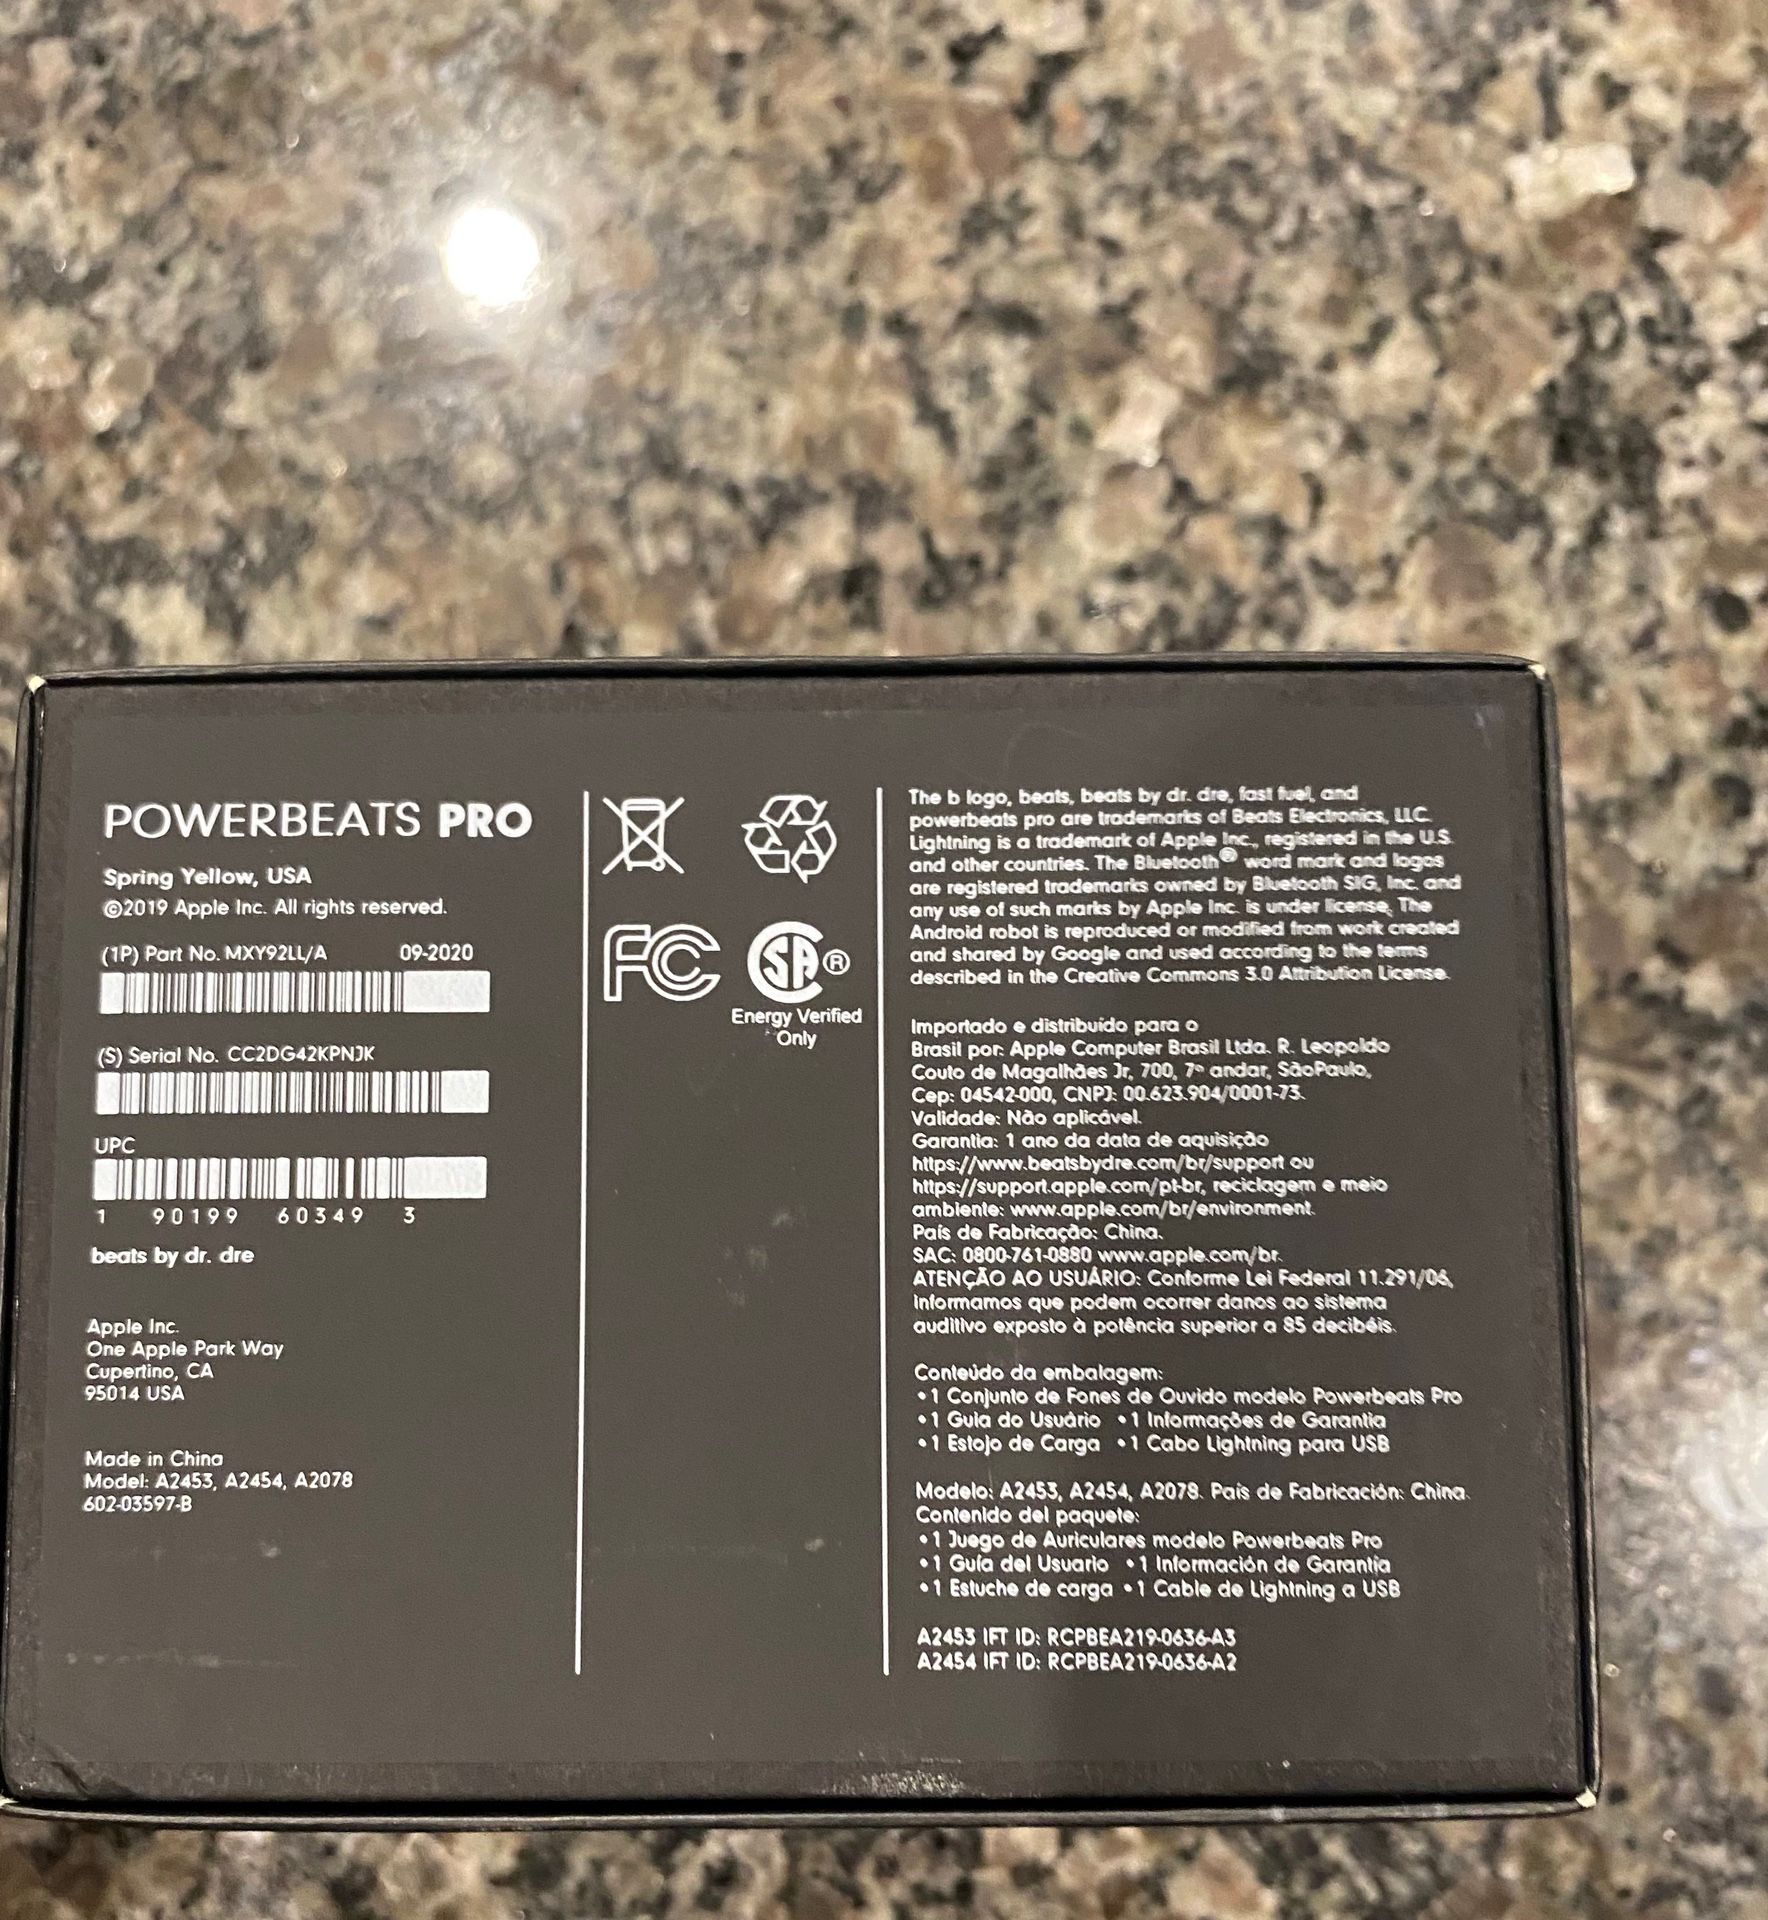 POWERBEATS PRO
Spring Yellow, USA
©2019 Apple Inc. All rights reserved.
(1P) Part No. MXY92LL/A 09-2020
(S) Serial No. CC2DG42KPNJK
UPC
1 90199 60349 3
beats by dr. dre
Apple Inc.
One Apple Park Way
Cupertino, CA
95014 USA
Made in China
Model: A2453, A2454, A2078
602-03597-B
FC
SA®
Energy Verified
Only
The b logo, beats, beats by dr. dre, fast fuel, and
powerbeats pro are trademarks of Beats Electronics, LLC.
Lightning is a trademark of Apple Inc., registered in the U.S.
and other countries. The Bluetooth® word mark and logos
are registered trademarks owned by Bluetooth SIG, Inc. and
any use of such marks by Apple Inc. is under license. The
Android robot is reproduced or modified from work created
and shared by Google and used according to the terms
described in the Creative Commons 3.0 Attribution License.
Importado e distribuído para o
Brasil por: Apple Computer Brasil Ltda. R. Leopoldo
Couto de Magalhães Jr, 700, 7º andar, SãoPaulo,
Cep: 04542-000, CNPJ: 00.623.904/0001-73.
Validade: Não aplicável.
Garantia: 1 ano da data de aquisição
https://www.beatsbydre.com/br/support ou
https://support.apple.com/pt-br, reciclagem e meio
ambiente: www.apple.com/br/environment.
País de Fabricação: China.
SAC: 0800-761-0880 www.apple.com/br.
ATENÇÃO AO USUÁRIO: Conforme Lei Federal 11.291/06,
Informamos que podem ocorrer danos ao sistema
auditivo exposto à potência superior a 85 decibéis.
Conteúdo da embalagem:
• 1 Conjunto de Fones de Ouvido modelo Powerbeats Pro
• 1 Guia do Usuário • 1 Informações de Garantia
• 1 Estojo de Carga • 1 Cabo Lightning para USB
Modelo: A2453, A2454, A2078. País de Fabricación: China.
Contenido del paquete:
• 1 Juego de Auriculares modelo Powerbeats Pro
• 1 Guía del Usuario • 1 Información de Garantía
• 1 Estuche de carga • 1 Cable de Lightning a USB
A2453 IFT ID: RCPBEA219-0636-A3
A2454 IFT ID: RCPBEA219-0636-A2